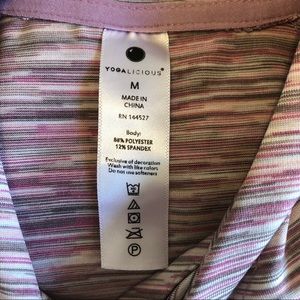 YOGALICIOUS®
M
MADE IN
CHINA
RN 144527
Body:
88% POLYESTER
12% SPANDEX
Exclusive of decoration
Wash with like colors
Do not use softeners
P